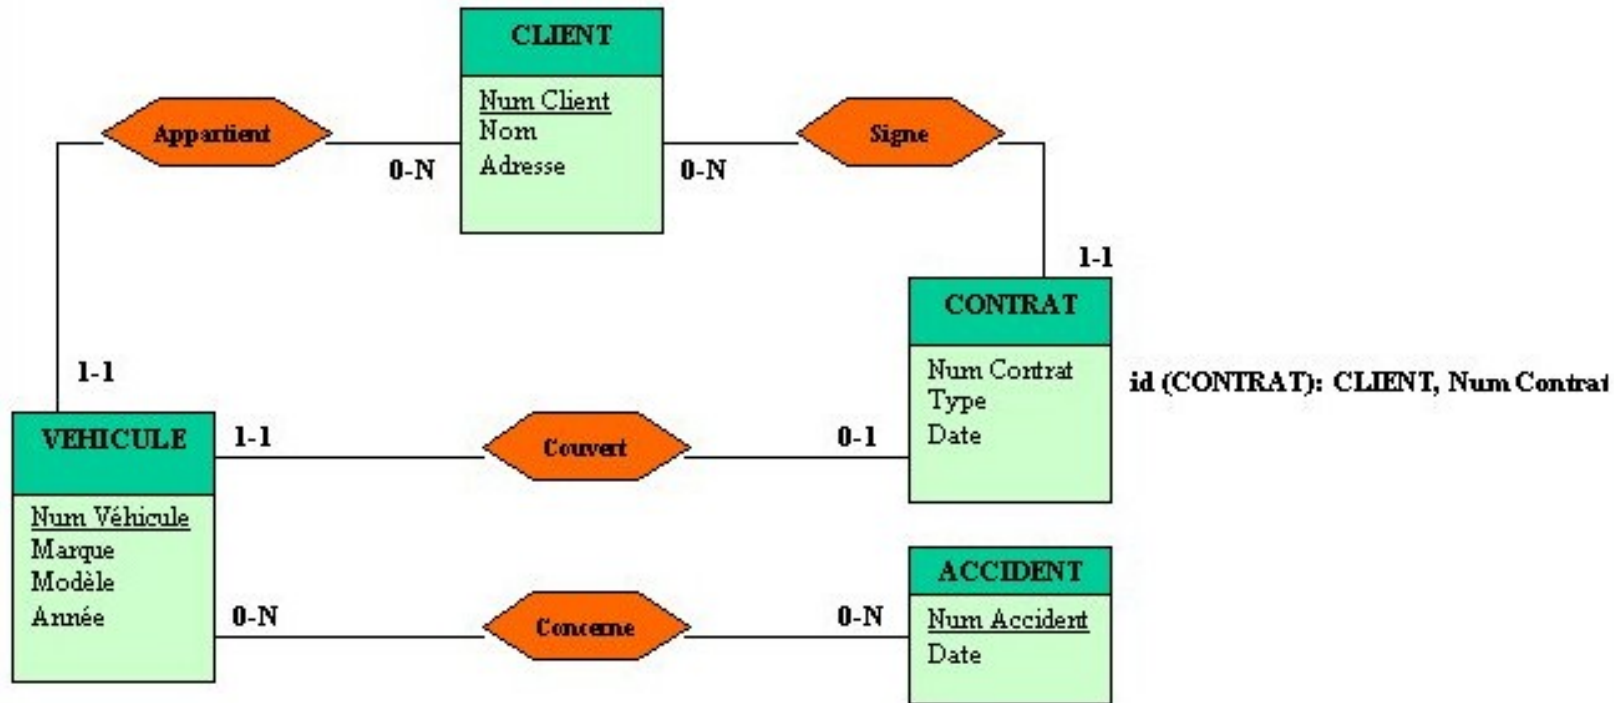 CLIENT
Num Client
Nom
Adresse
Appartient
0-N
0-N
Signe
1-1
CONTRAT
Num Contrat
Type
Date
id (CONTRAT): CLIENT, Num Contrat
1-1
VEHICULE
Num Véhicule
Marque
Modèle
Année
1-1
Couvert
0-1
0-N
Concerne
0-N
ACCIDENT
Num Accident
Date